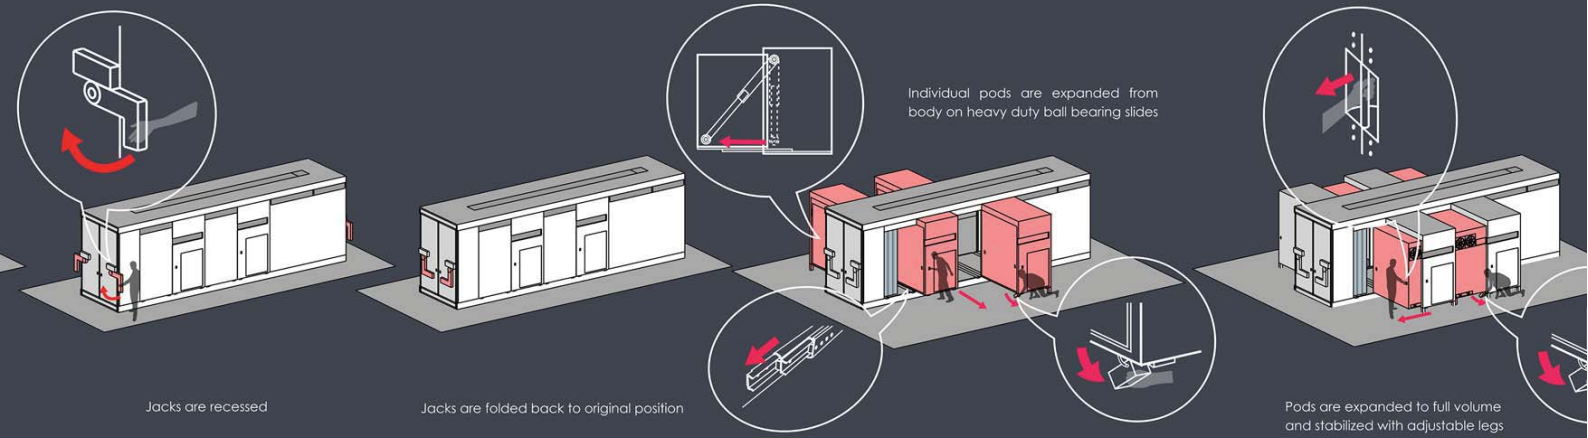 Individual pods are expanded from
body on heavy duty ball bearing slides
Jacks are recessed
Jacks are folded back to original position
Pods are expanded to full volume
and stabilized with adjustable legs